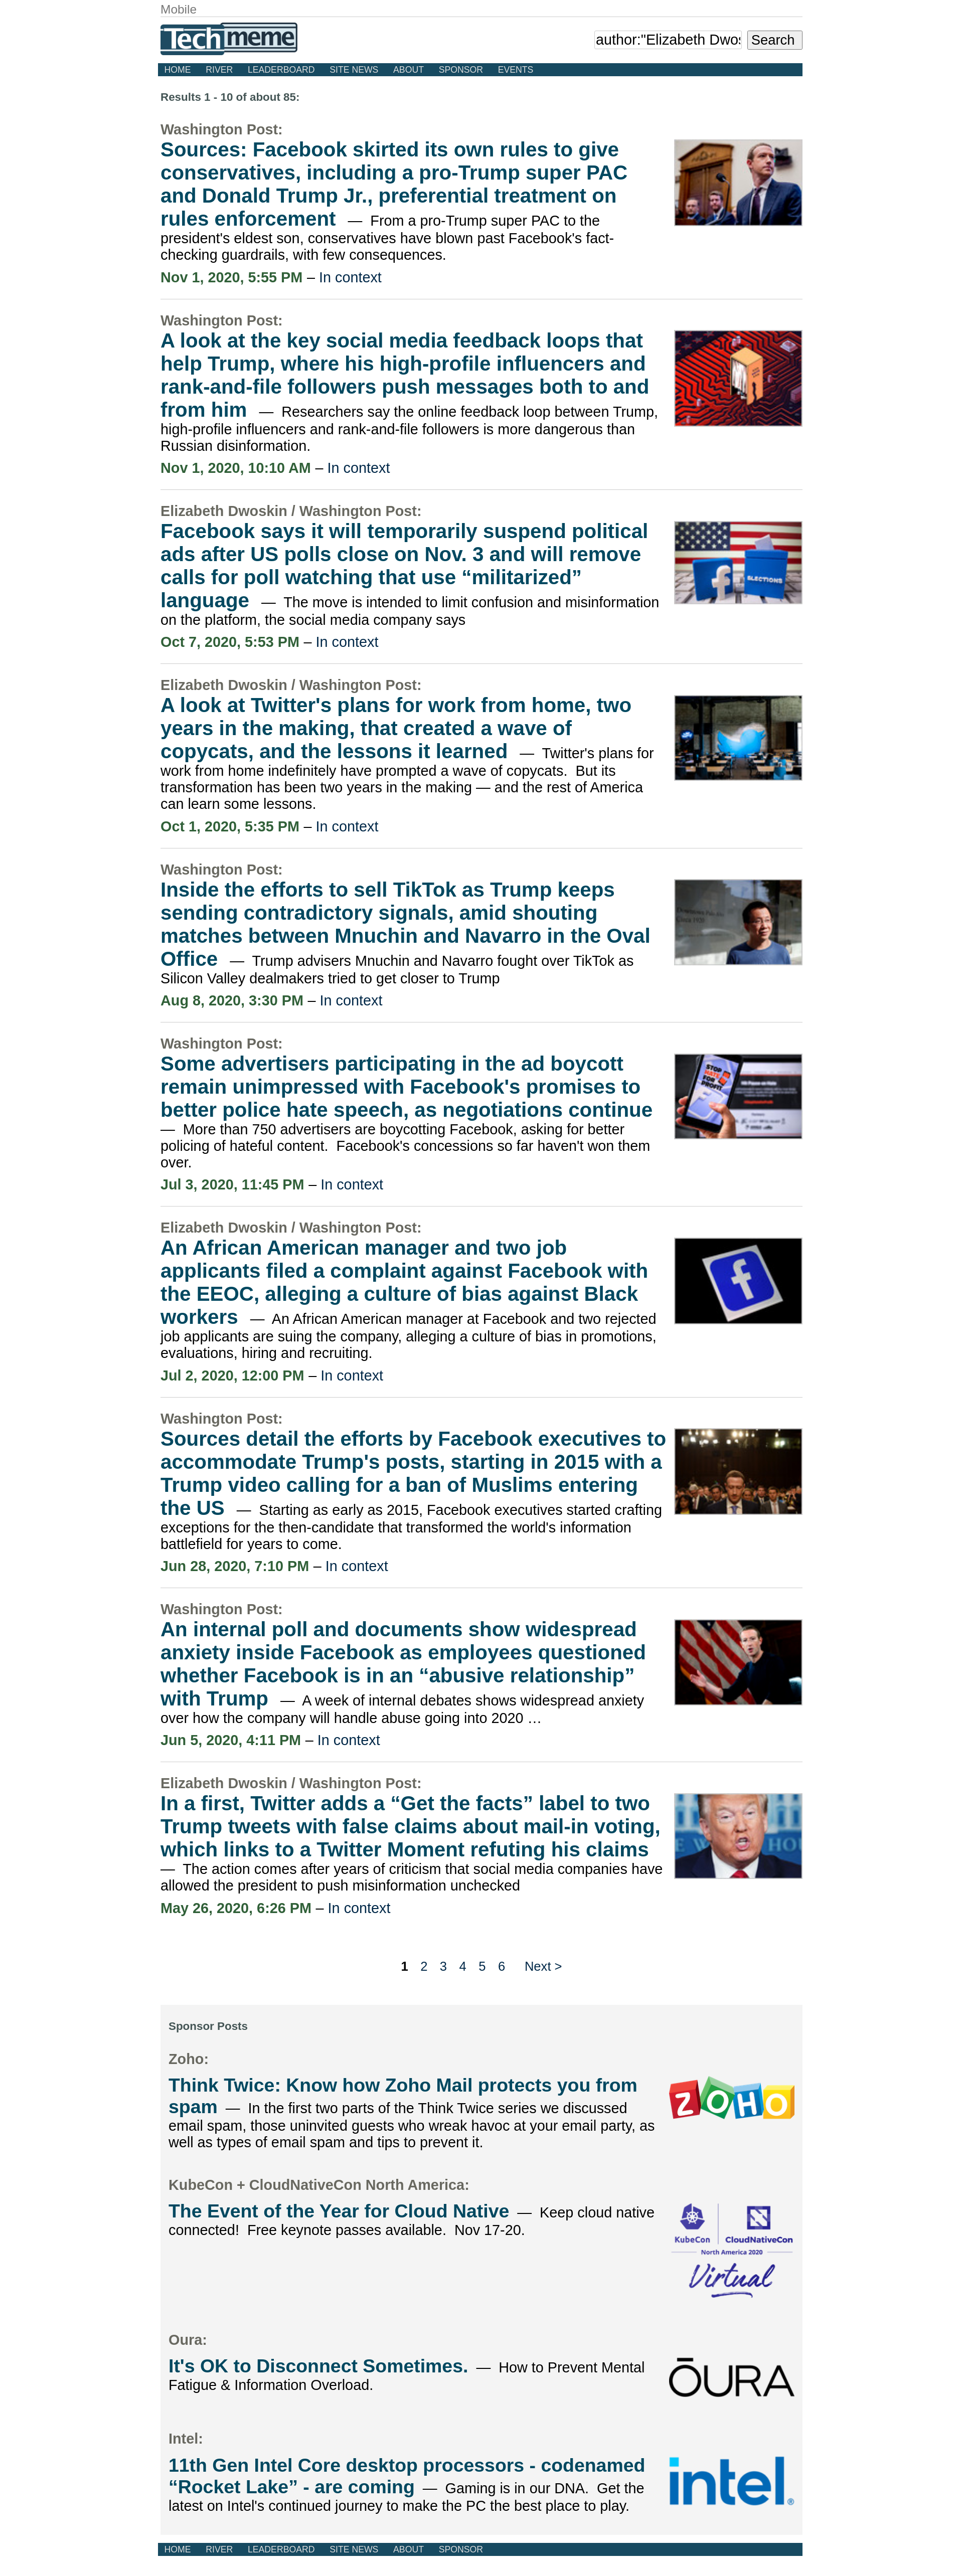 Mobile
Techmeme
author:"Elizabeth Dwos
Search
HOME RIVER LEADERBOARD SITE NEWS ABOUT SPONSOR EVENTS
Results 1 - 10 of about 85:
Washington Post:
Sources: Facebook skirted its own rules to give
conservatives, including a pro-Trump super PAC
and Donald Trump Jr., preferential treatment on
rules enforcement — From a pro-Trump super PAC to the
president's eldest son, conservatives have blown past Facebook's fact-
checking guardrails, with few consequences.
Nov 1, 2020, 5:55 PM – In context
Washington Post:
A look at the key social media feedback loops that
help Trump, where his high-profile influencers and
rank-and-file followers push messages both to and
from him — Researchers say the online feedback loop between Trump,
high-profile influencers and rank-and-file followers is more dangerous than
Russian disinformation.
Nov 1, 2020, 10:10 AM – In context
Elizabeth Dwoskin / Washington Post:
Facebook says it will temporarily suspend political
ads after US polls close on Nov. 3 and will remove
calls for poll watching that use “militarized”
language — The move is intended to limit confusion and misinformation
on the platform, the social media company says
ELECTIONS
Oct 7, 2020, 5:53 PM – In context
Elizabeth Dwoskin / Washington Post:
A look at Twitter's plans for work from home, two
years in the making, that created a wave of
copycats, and the lessons it learned — Twitter's plans for
work from home indefinitely have prompted a wave of copycats. But its
transformation has been two years in the making — and the rest of America
can learn some lessons.
Oct 1, 2020, 5:35 PM – In context
Washington Post:
Inside the efforts to sell TikTok as Trump keeps
sending contradictory signals, amid shouting
matches between Mnuchin and Navarro in the Oval
Office — Trump advisers Mnuchin and Navarro fought over TikTok as
Silicon Valley dealmakers tried to get closer to Trump
Aug 8, 2020, 3:30 PM – In context
Washington Post:
Some advertisers participating in the ad boycott
remain unimpressed with Facebook's promises to
better police hate speech, as negotiations continue
— More than 750 advertisers are boycotting Facebook, asking for better
policing of hateful content. Facebook's concessions so far haven't won them
over.
STOP
HATE
FOR
PROFIT
Jul 3, 2020, 11:45 PM – In context
Elizabeth Dwoskin / Washington Post:
An African American manager and two job
applicants filed a complaint against Facebook with
the EEOC, alleging a culture of bias against Black
workers — An African American manager at Facebook and two rejected
job applicants are suing the company, alleging a culture of bias in promotions,
evaluations, hiring and recruiting.
Jul 2, 2020, 12:00 PM – In context
Washington Post:
Sources detail the efforts by Facebook executives to
accommodate Trump's posts, starting in 2015 with a
Trump video calling for a ban of Muslims entering
the US — Starting as early as 2015, Facebook executives started crafting
exceptions for the then-candidate that transformed the world's information
battlefield for years to come.
Jun 28, 2020, 7:10 PM – In context
Washington Post:
An internal poll and documents show widespread
anxiety inside Facebook as employees questioned
whether Facebook is in an “abusive relationship”
with Trump — A week of internal debates shows widespread anxiety
over how the company will handle abuse going into 2020 …
Jun 5, 2020, 4:11 PM – In context
Elizabeth Dwoskin / Washington Post:
In a first, Twitter adds a “Get the facts” label to two
Trump tweets with false claims about mail-in voting,
which links to a Twitter Moment refuting his claims
— The action comes after years of criticism that social media companies have
allowed the president to push misinformation unchecked
May 26, 2020, 6:26 PM – In context
1 2 3 4 5 6 Next >
Sponsor Posts
Zoho:
Think Twice: Know how Zoho Mail protects you from
spam — In the first two parts of the Think Twice series we discussed
email spam, those uninvited guests who wreak havoc at your email party, as
well as types of email spam and tips to prevent it.
ZOHO
KubeCon + CloudNativeCon North America:
The Event of the Year for Cloud Native — Keep cloud native
connected! Free keynote passes available. Nov 17-20.
KubeCon CloudNativeCon
North America 2020
Virtual
Oura:
It's OK to Disconnect Sometimes. — How to Prevent Mental
Fatigue & Information Overload.
ŌURA
Intel:
11th Gen Intel Core desktop processors - codenamed
“Rocket Lake” - are coming — Gaming is in our DNA. Get the
latest on Intel's continued journey to make the PC the best place to play.
intel®
HOME RIVER LEADERBOARD SITE NEWS ABOUT SPONSOR